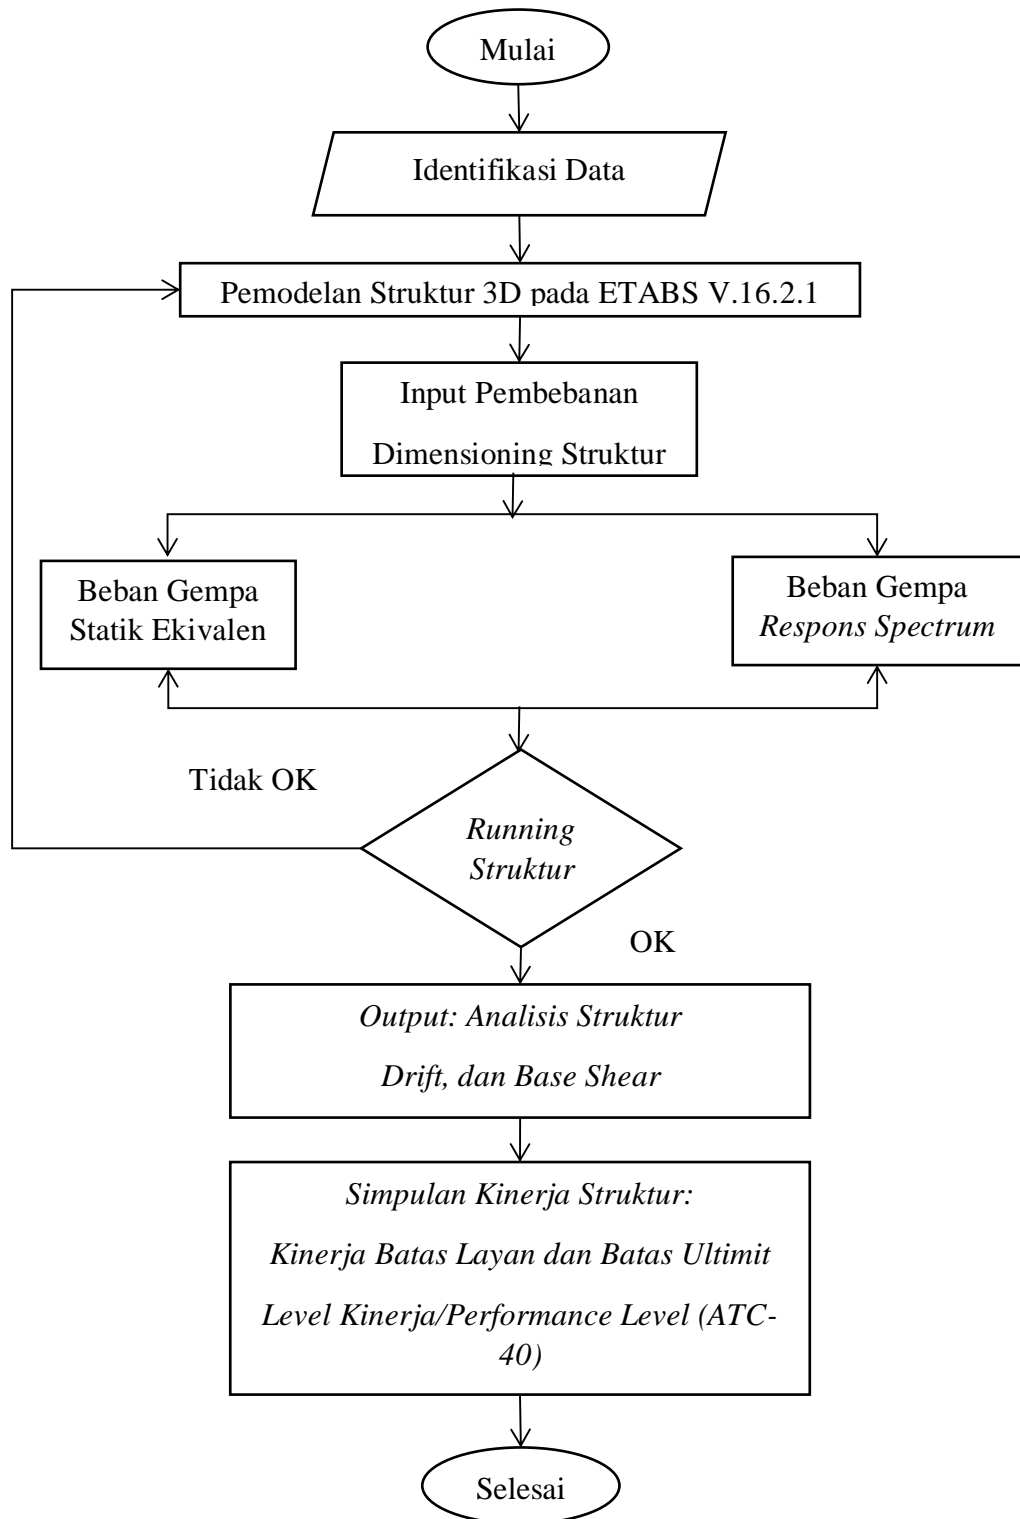 Mulai
Identifikasi Data
Pemodelan Struktur 3D pada ETABS V.16.2.1
Input Pembebanan
Dimensioning Struktur
Beban Gempa
Statik Ekivalen
Beban Gempa
Respons Spectrum
Tidak OK
Running
Struktur
OK
Output: Analisis Struktur
Drift, dan Base Shear
Simpulan Kinerja Struktur:
Kinerja Batas Layan dan Batas Ultimit
Level Kinerja/Performance Level (ATC-
40)
Selesai